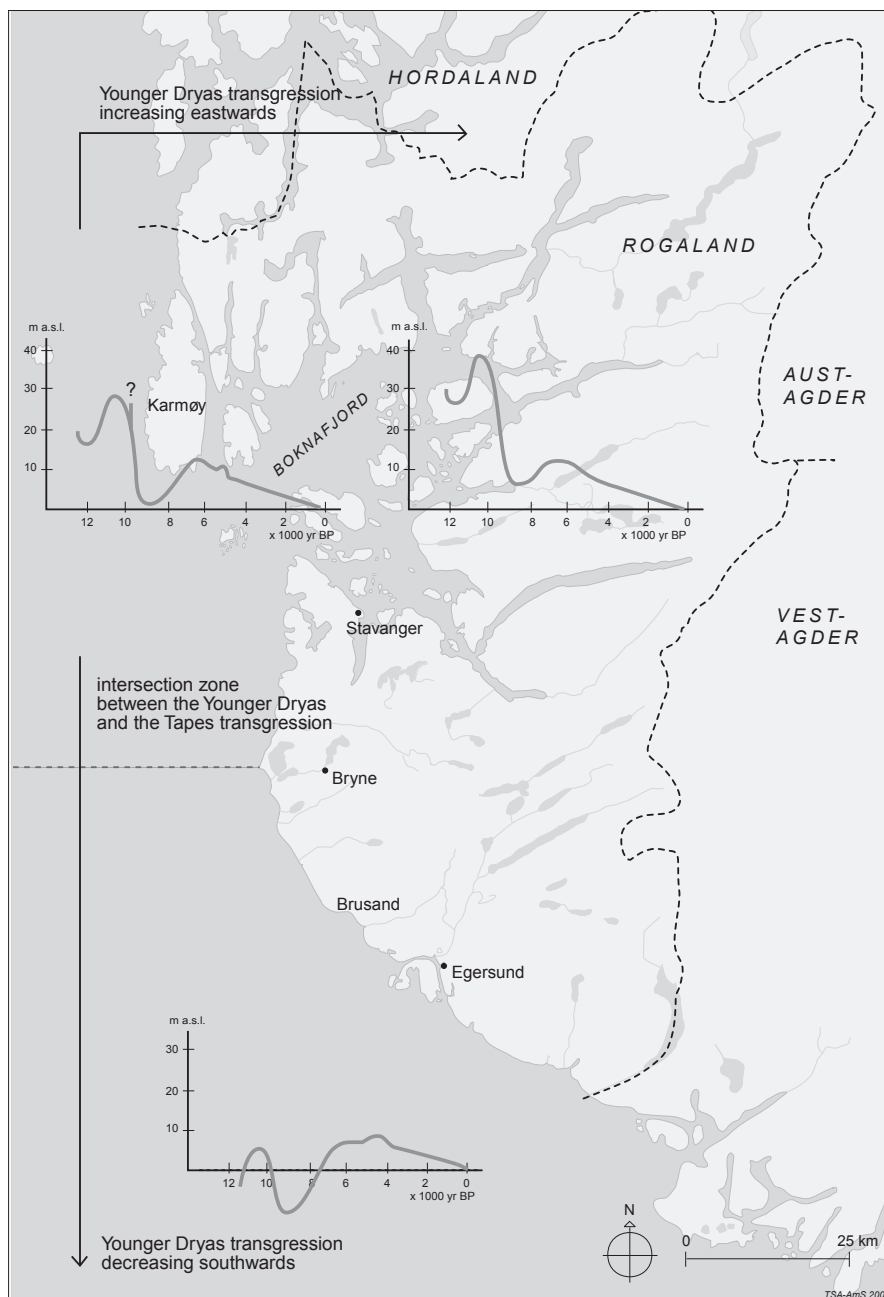 HORDALAND
Younger Dryas transgression
increasing eastwards
ROGALAND
m a.s.l.
40
30
20
10
?
Karmøy
12 10 8 6 4 2 0
x 1000 yr BP
BOKNAFJORD
m a.s.l.
40
30
20
10
12 10 8 6 4 2 0
x 1000 yr BP
AUST-
AGDER
Stavanger
VEST-
AGDER
intersection zone
between the Younger Dryas
and the Tapes transgression
Bryne
Brusand
Egersund
m a.s.l.
30
20
10
12 10 8 6 4 2 0
x 1000 yr BP
Younger Dryas transgression
decreasing southwards
N
0 25 km
TSA-AmS